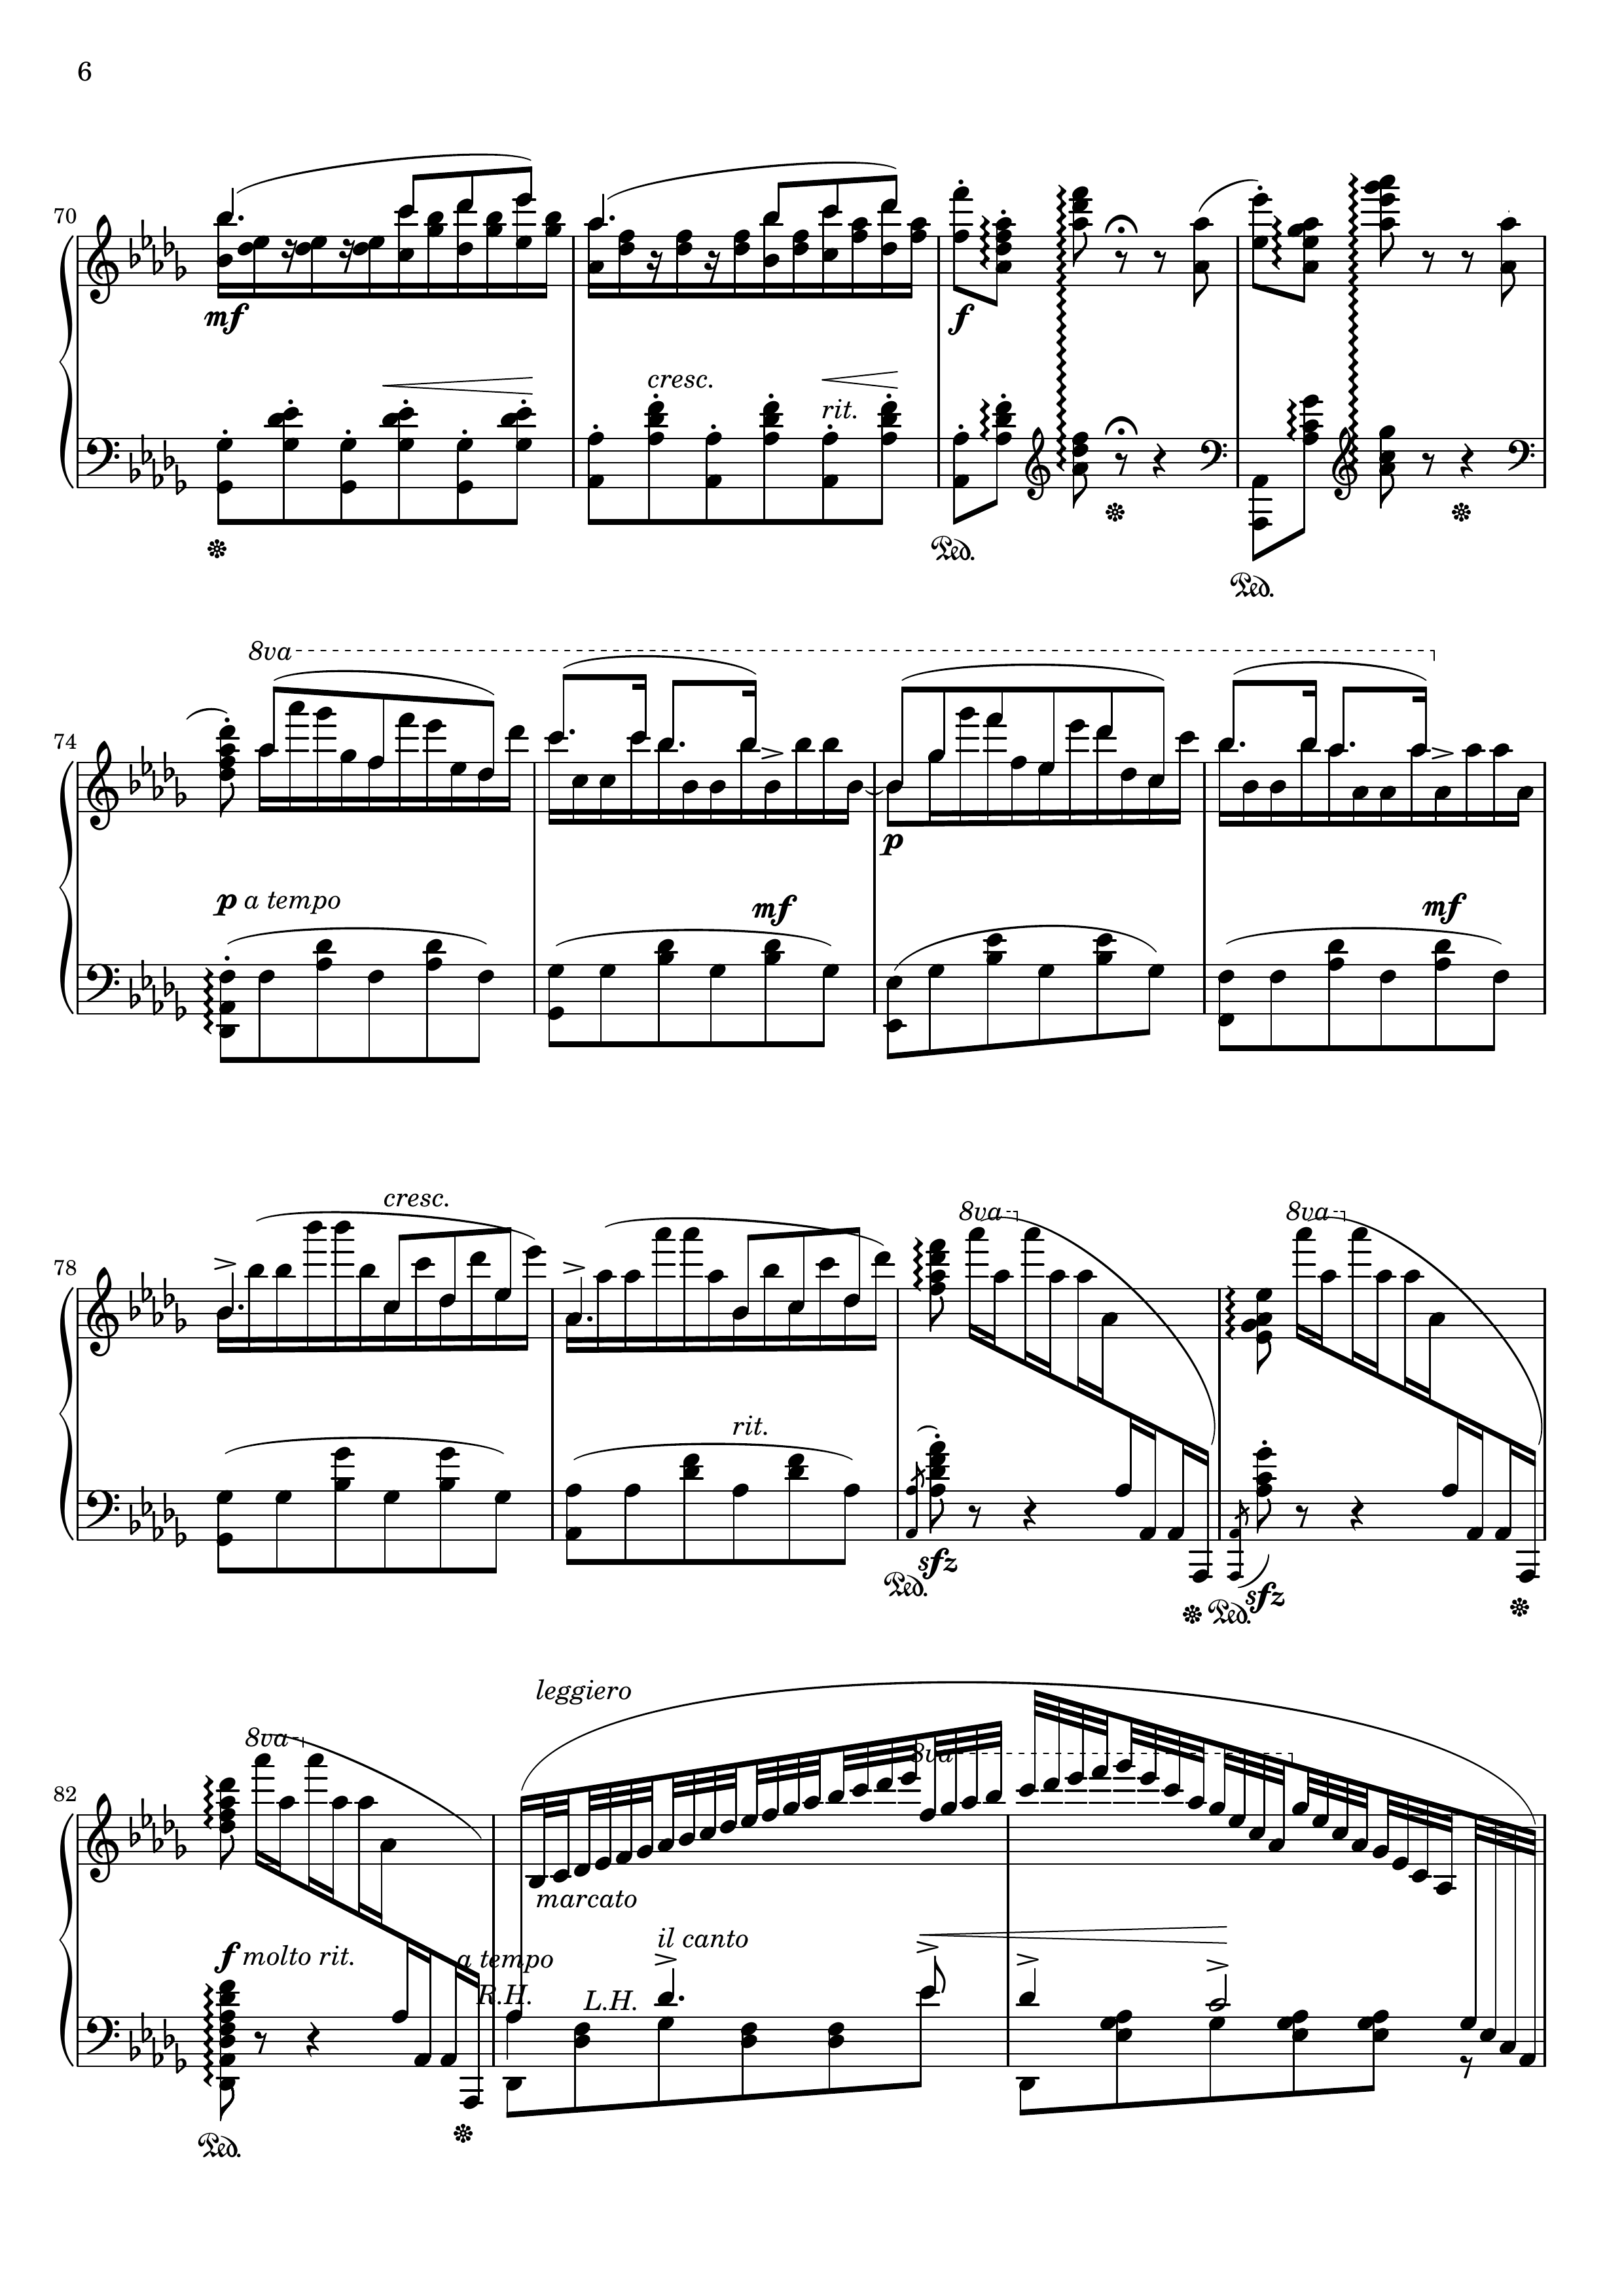 6
70
mf
cresc.
rit.
f
Ped.
Ped.
8va
74
p
p a tempo
mf
mf
cresc.
78
8va
8va
rit.
sfz
Ped.
sfz
Ped.
leggiero
8va
8va
82
marcato
il canto
f molto rit.
a tempo
R.H.
L.H.
Ped.